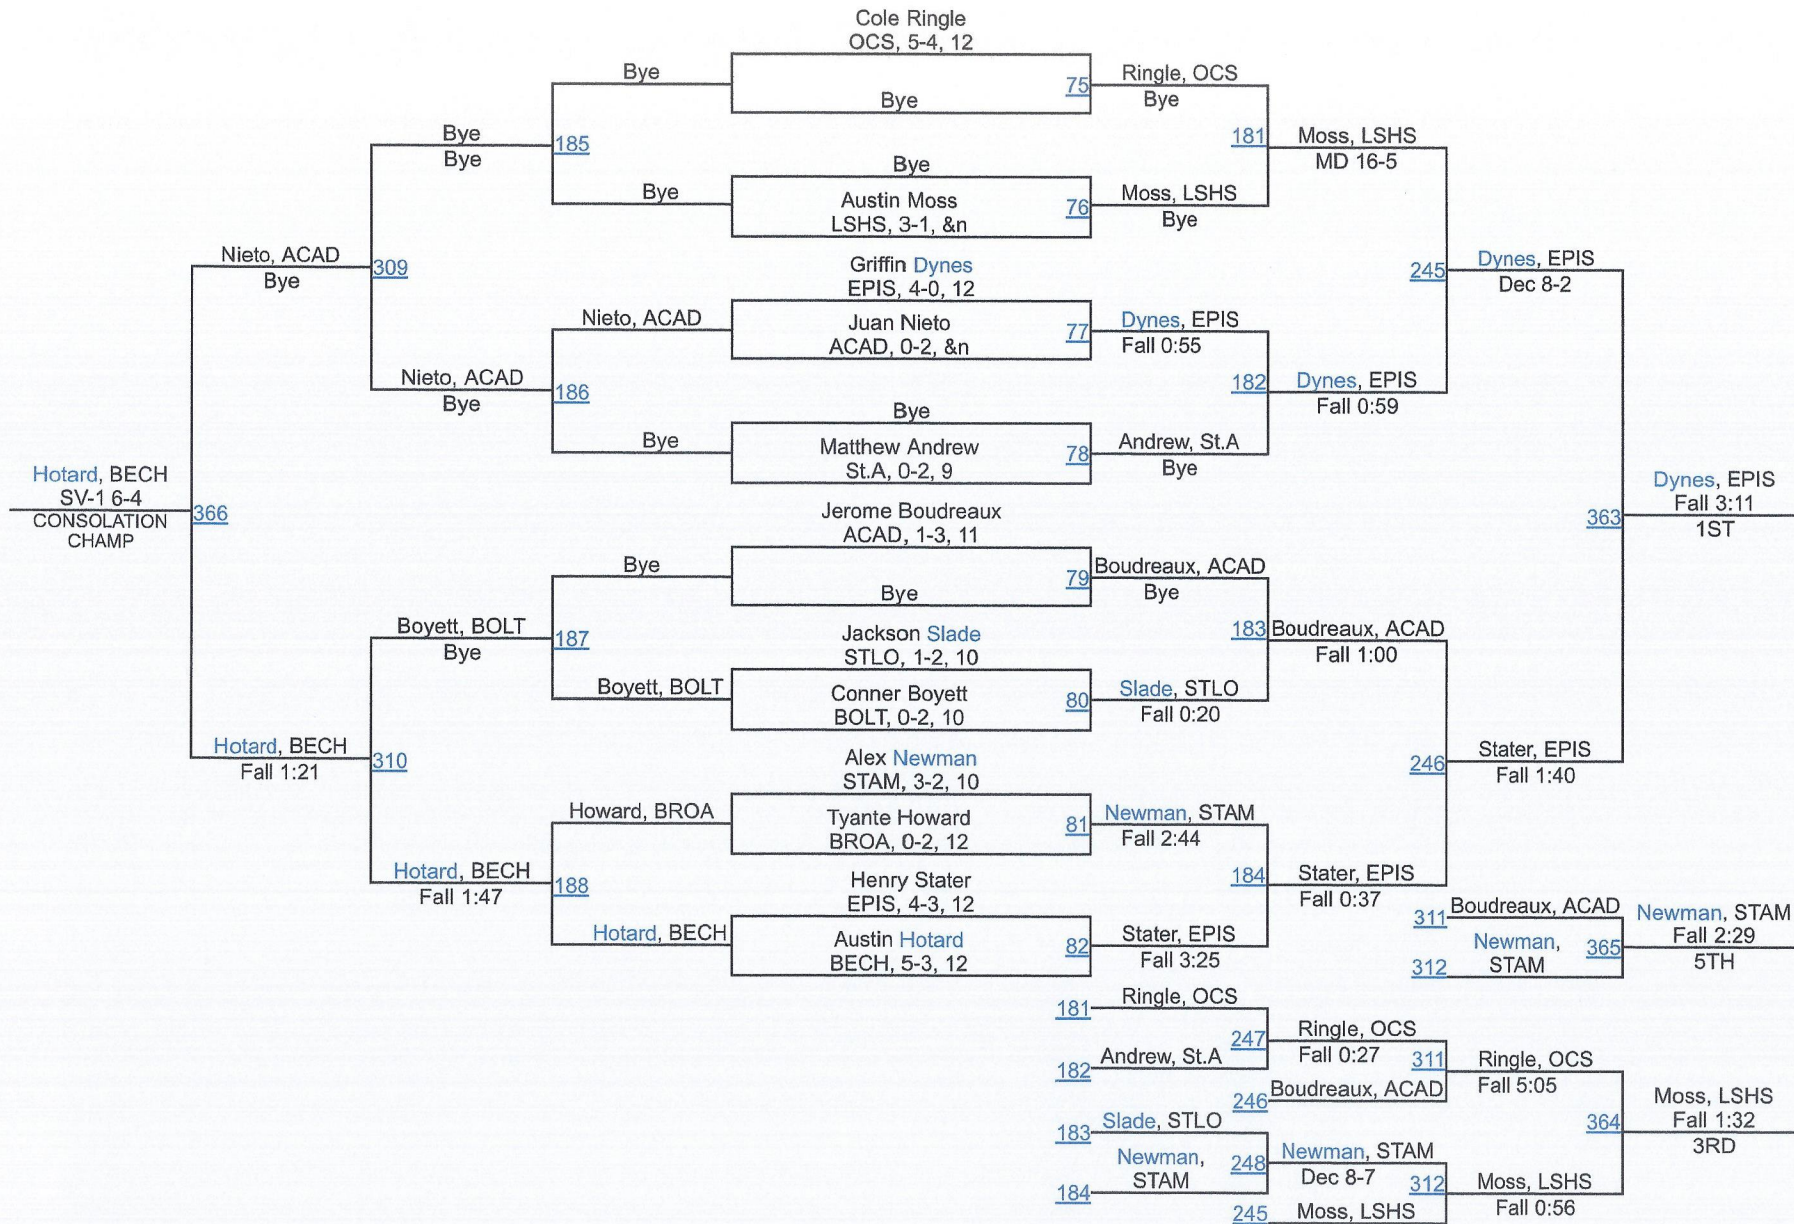 Cole Ringle
OCS, 5-4, 12
Bye
75
Ringle, OCS
Bye
Bye
181
Moss, LSHS
MD 16-5
Bye
Bye
185
Bye
Bye
Austin Moss
LSHS, 3-1, &n
76
Moss, LSHS
Bye
Nieto, ACAD
Bye
309
Griffin Dynes
EPIS, 4-0, 12
245
Dynes, EPIS
Dec 8-2
Nieto, ACAD
Juan Nieto
ACAD, 0-2, &n
77
Dynes, EPIS
Fall 0:55
Nieto, ACAD
Bye
186
182
Dynes, EPIS
Fall 0:59
Bye
Bye
Matthew Andrew
St.A, 0-2, 9
78
Andrew, St.A
Bye
Hotard, BECH
SV-1 6-4
CONSOLATION
CHAMP
366
Jerome Boudreaux
ACAD, 1-3, 11
363
Dynes, EPIS
Fall 3:11
1ST
Bye
Bye
79
Boudreaux, ACAD
Bye
Boyett, BOLT
Bye
187
Jackson Slade
STLO, 1-2, 10
183
Boudreaux, ACAD
Fall 1:00
Boyett, BOLT
Conner Boyett
BOLT, 0-2, 10
80
Slade, STLO
Fall 0:20
Hotard, BECH
Fall 1:21
310
Alex Newman
STAM, 3-2, 10
246
Stater, EPIS
Fall 1:40
Howard, BROA
Tyante Howard
BROA, 0-2, 12
81
Newman, STAM
Fall 2:44
Hotard, BECH
Fall 1:47
188
Henry Stater
EPIS, 4-3, 12
184
Stater, EPIS
Fall 0:37
Hotard, BECH
Austin Hotard
BECH, 5-3, 12
82
Stater, EPIS
Fall 3:25
311
Boudreaux, ACAD
Newman,
STAM
312
365
Newman, STAM
Fall 2:29
5TH
181
Ringle, OCS
247
Ringle, OCS
Fall 0:27
182
Andrew, St.A
311
Ringle, OCS
Fall 5:05
246
Boudreaux, ACAD
364
Moss, LSHS
Fall 1:32
3RD
183
Slade, STLO
Newman,
STAM
184
248
Newman, STAM
Dec 8-7
312
Moss, LSHS
Fall 0:56
245
Moss, LSHS